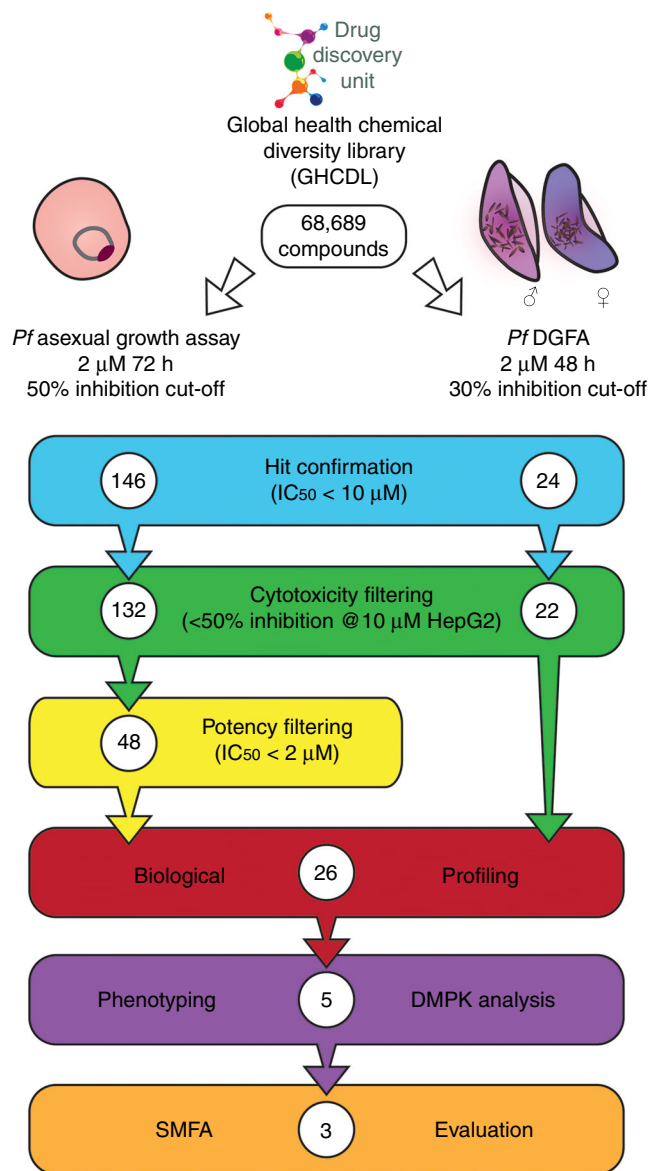 Drug
discovery
unit
Global health chemical
diversity library
(GHCDL)
68,689
compounds
♂ ♀
Pf asexual growth assay
2 μM 72 h
50% inhibition cut-off
Pf DGFA
2 μM 48 h
30% inhibition cut-off
146 Hit confirmation 24
(IC50 < 10 μM)
132 Cytotoxicity filtering 22
(<50% inhibition @10 μM HepG2)
48 Potency filtering
(IC50 < 2 μM)
Biological 26 Profiling
Phenotyping 5 DMPK analysis
SMFA 3 Evaluation